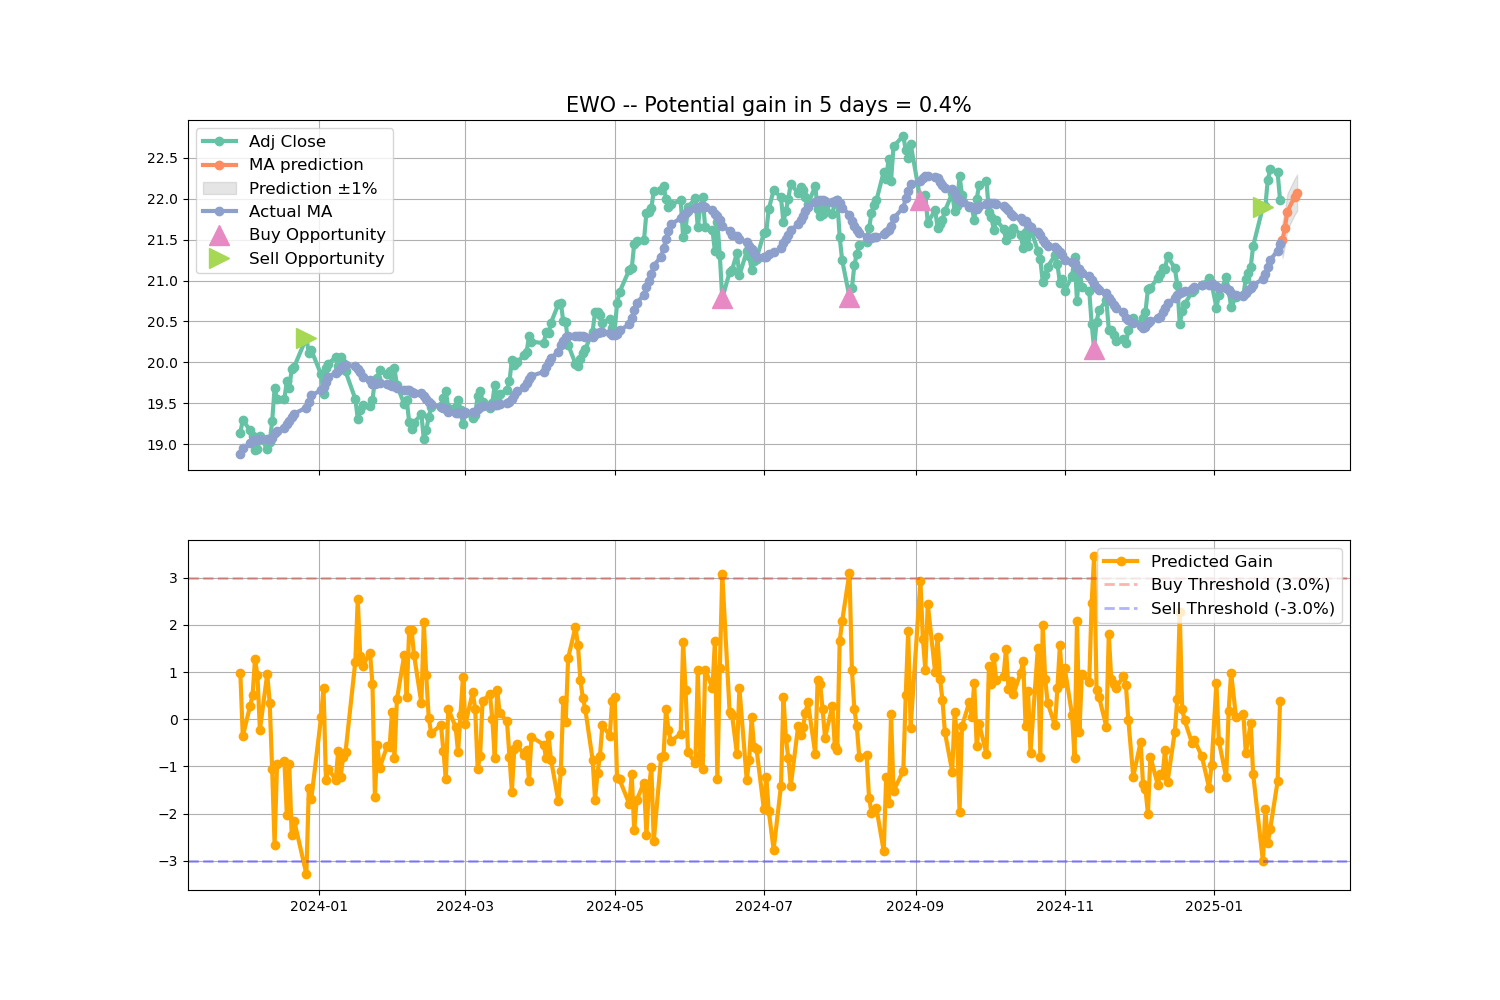 EWO -- Potential gain in 5 days = 0.4%
Adj Close
MA prediction
Prediction ±1%
Actual MA
Buy Opportunity
Sell Opportunity
22.5
22.0
21.5
21.0
20.5
20.0
19.5
19.0
Predicted Gain
Buy Threshold (3.0%)
Sell Threshold (-3.0%)
3
2
1
0
−1
−2
−3
2024-01 2024-03 2024-05 2024-07 2024-09 2024-11 2025-01